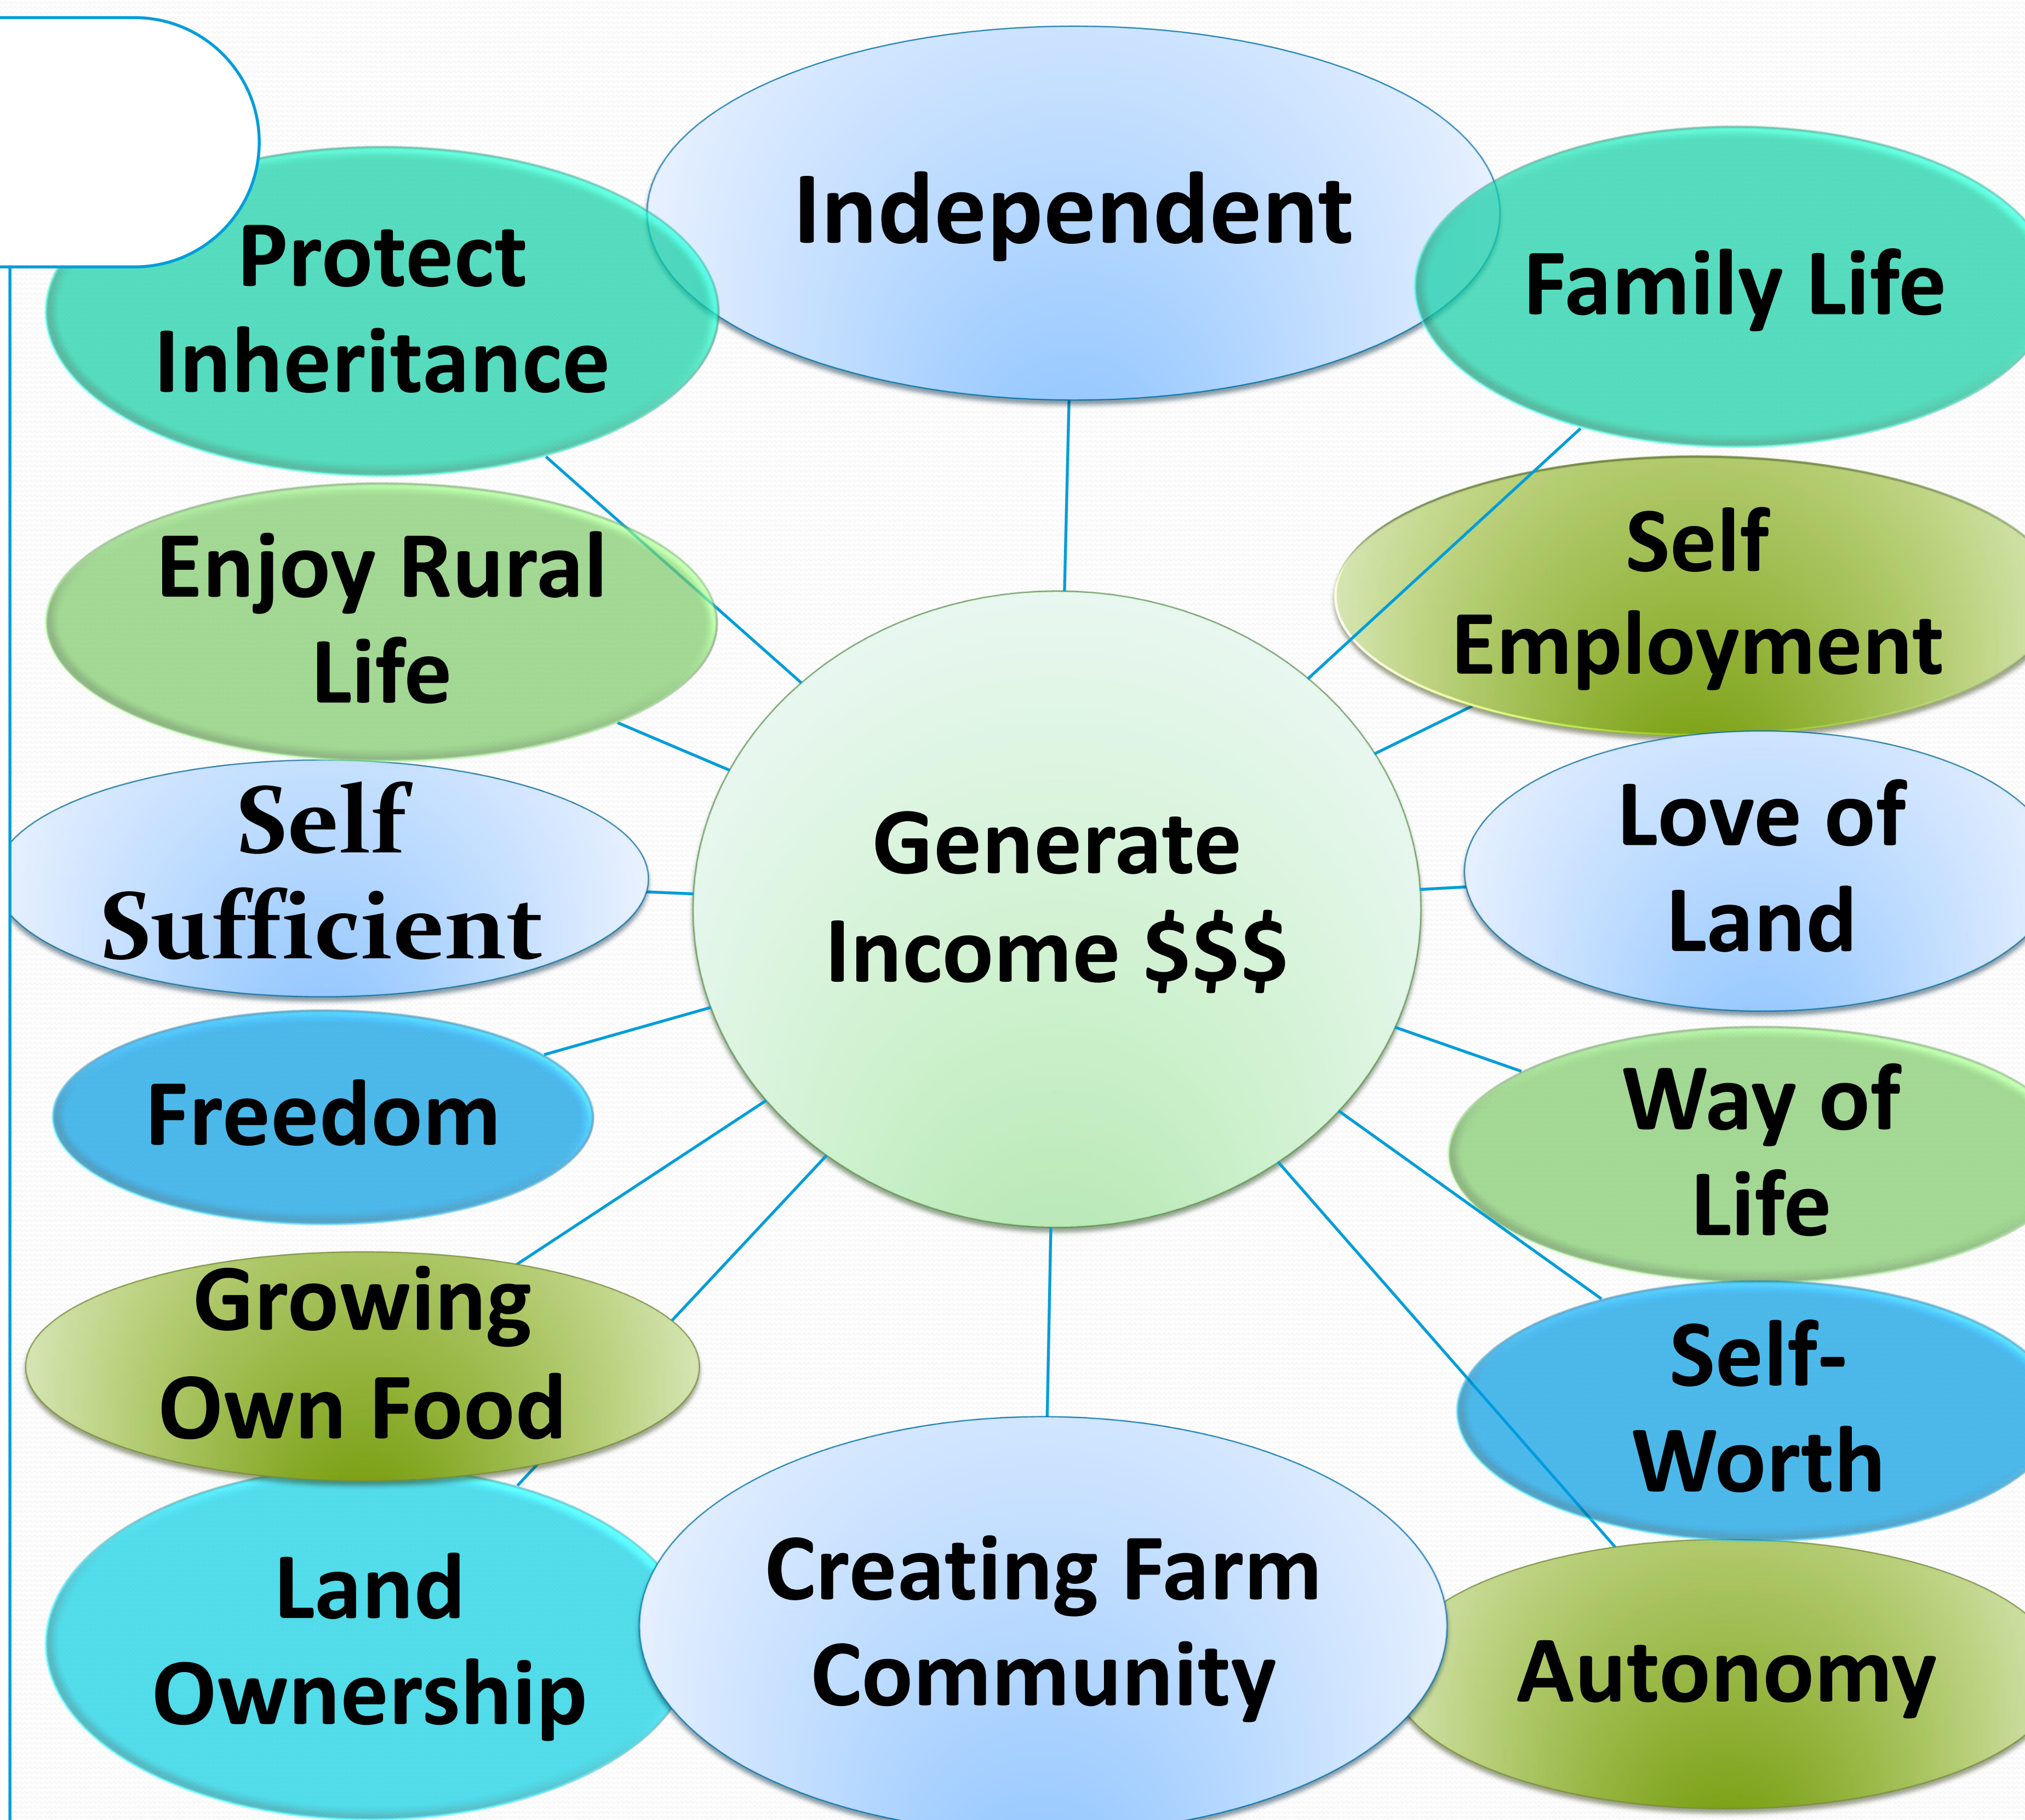 Independent
Protect
Inheritance
Family Life
Enjoy Rural
Life
Self
Employment
Self
Sufficient
Generate
Income $$$
Love of
Land
Freedom
Way of
Life
Growing
Own Food
Self-
Worth
Land
Ownership
Creating Farm
Community
Autonomy